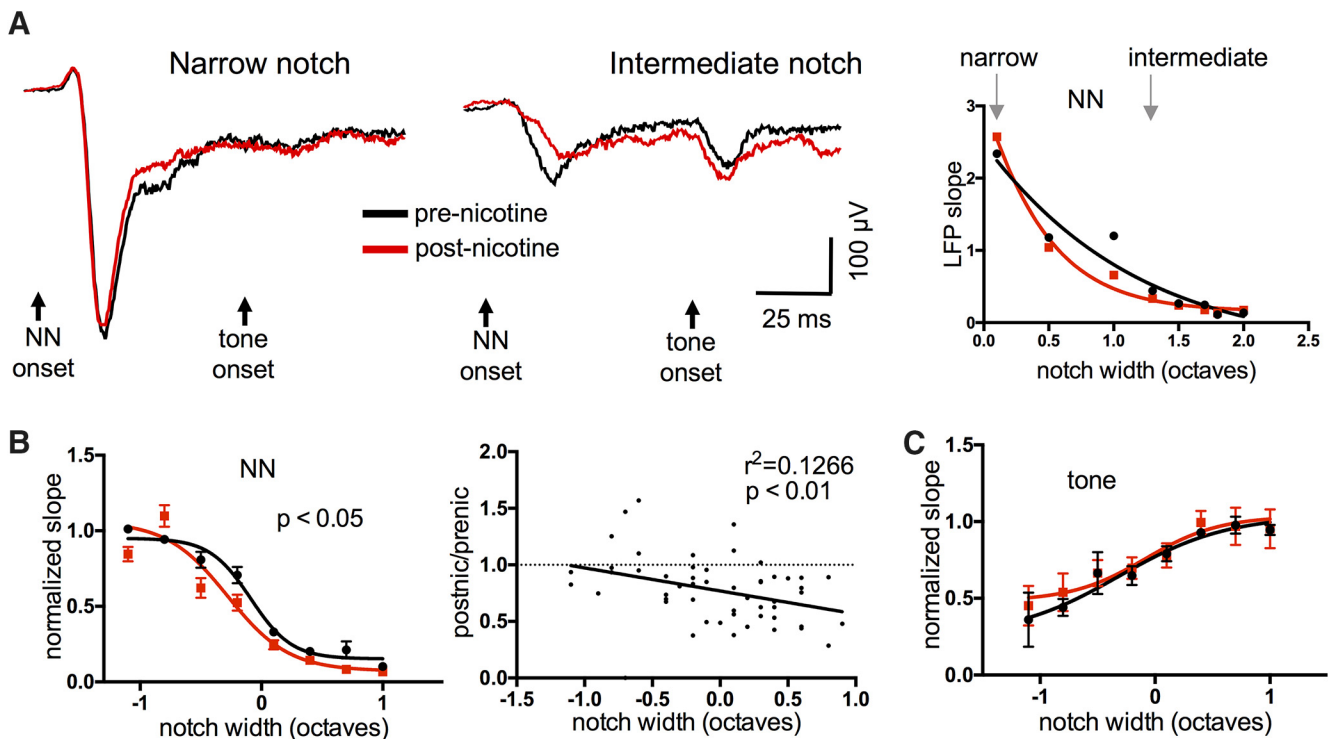 A
Narrow notch
Intermediate notch
pre-nicotine
post-nicotine
100 µV
25 ms
NN
onset
tone
onset
NN
onset
tone
onset
narrow
intermediate
NN
3
2
1
0
LFP slope
0.0 0.5 1.0 1.5 2.0 2.5
notch width (octaves)
B
NN
p < 0.05
1.5
1.0
0.5
0.0
normalized slope
-1 0 1
notch width (octaves)
r²=0.1266
p < 0.01
2.0
1.5
1.0
0.5
0.0
postnic/prenic
-1.5 -1.0 -0.5 -0.0 0.5 1.0
notch width (octaves)
C
tone
1.5
1.0
0.5
0.0
normalized slope
-1 0 1
notch width (octaves)